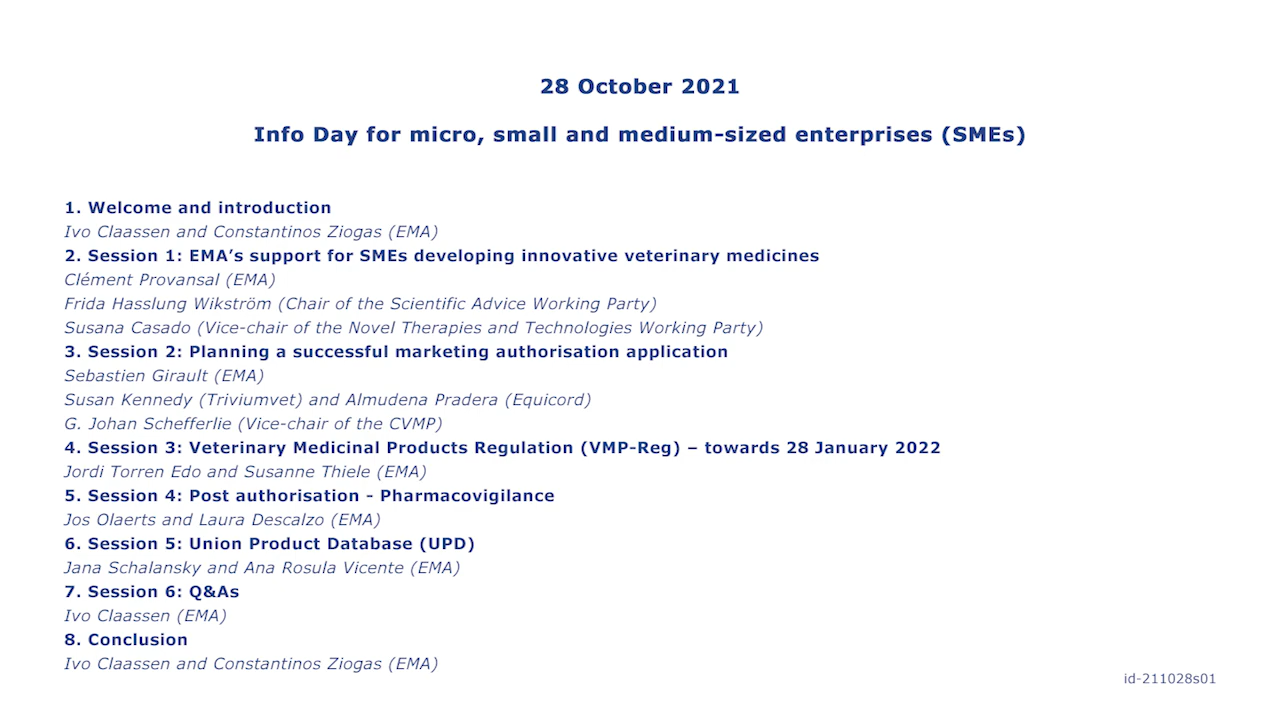 28 October 2021
Info Day for micro, small and medium-sized enterprises (SMEs)
1. Welcome and introduction
Ivo Claassen and Constantinos Ziogas (EMA)
2. Session 1: EMA’s support for SMEs developing innovative veterinary medicines
Clément Provansal (EMA)
Frida Hasslung Wikström (Chair of the Scientific Advice Working Party)
Susana Casado (Vice-chair of the Novel Therapies and Technologies Working Party)
3. Session 2: Planning a successful marketing authorisation application
Sebastien Girault (EMA)
Susan Kennedy (Triviumvet) and Almudena Pradera (Equicord)
G. Johan Schefferlie (Vice-chair of the CVMP)
4. Session 3: Veterinary Medicinal Products Regulation (VMP-Reg) – towards 28 January 2022
Jordi Torren Edo and Susanne Thiele (EMA)
5. Session 4: Post authorisation - Pharmacovigilance
Jos Olaerts and Laura Descalzo (EMA)
6. Session 5: Union Product Database (UPD)
Jana Schalansky and Ana Rosula Vicente (EMA)
7. Session 6: Q&As
Ivo Claassen (EMA)
8. Conclusion
Ivo Claassen and Constantinos Ziogas (EMA)
id-211028s01